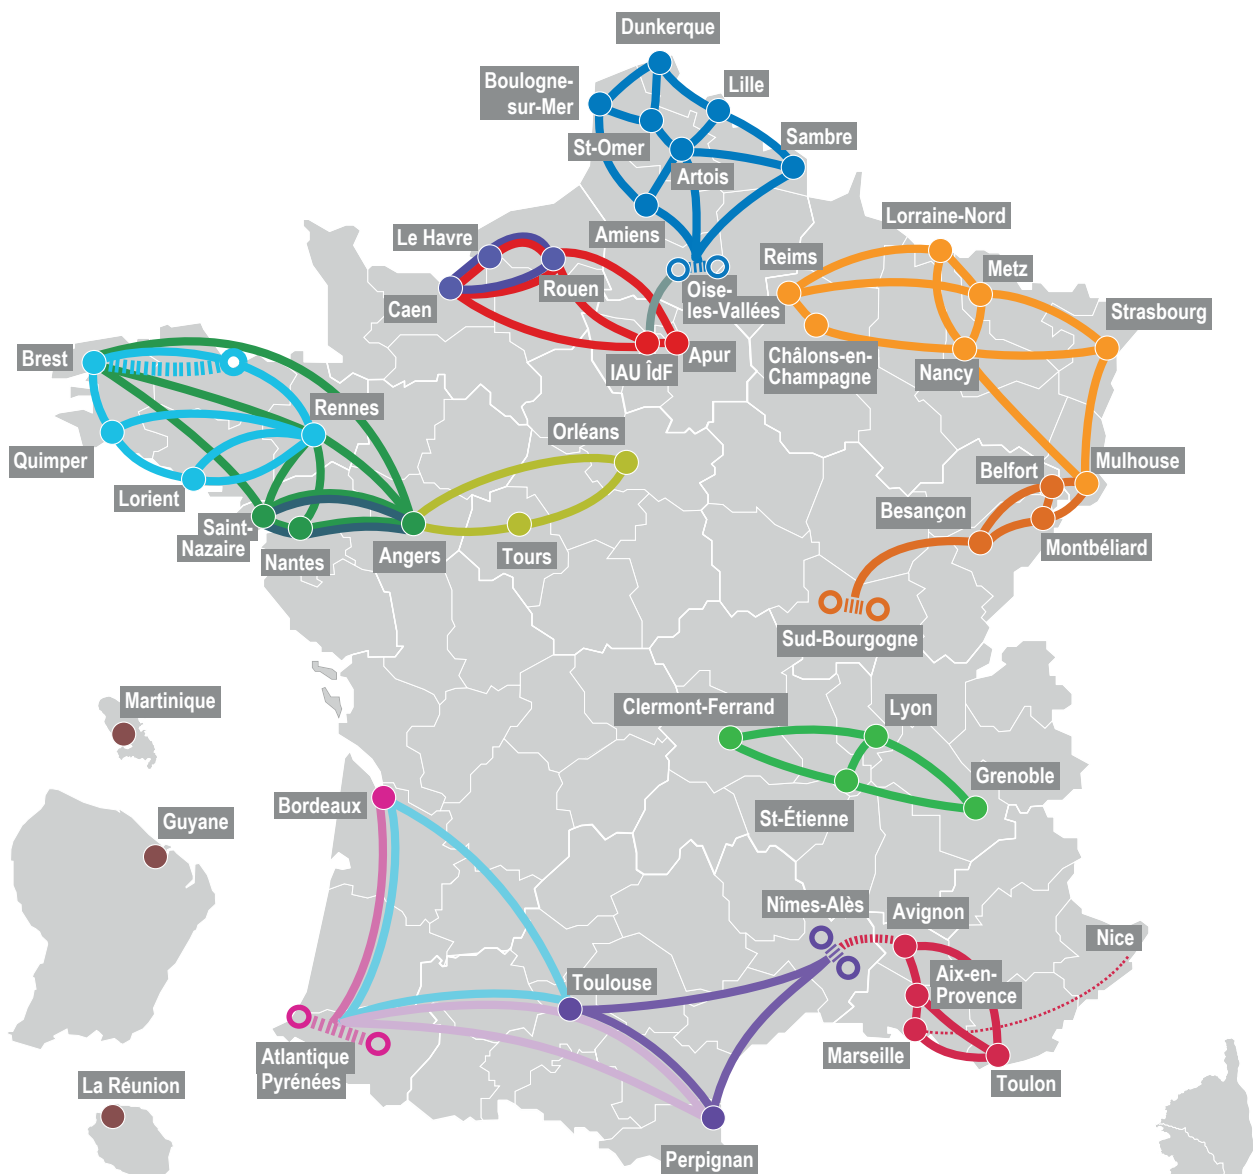 Dunkerque
Boulogne-
sur-Mer
Lille
St-Omer
Sambre
Artois
Amiens
Lorraine-Nord
Le Havre
Reims
Metz
Rouen
Oise-
les-Vallées
Caen
Strasbourg
Apur
IAU ÎdF
Châlons-en-
Champagne
Nancy
Brest
Rennes
Orléans
Quimper
Belfort
Mulhouse
Lorient
Besançon
Saint-
Nazaire
Nantes
Angers
Tours
Montbéliard
Sud-Bourgogne
Martinique
Clermont-Ferrand
Lyon
Grenoble
Bordeaux
St-Étienne
Guyane
Nîmes-Alès
Avignon
Nice
Toulouse
Aix-en-
Provence
Atlantique
Pyrénées
Marseille
La Réunion
Toulon
Perpignan